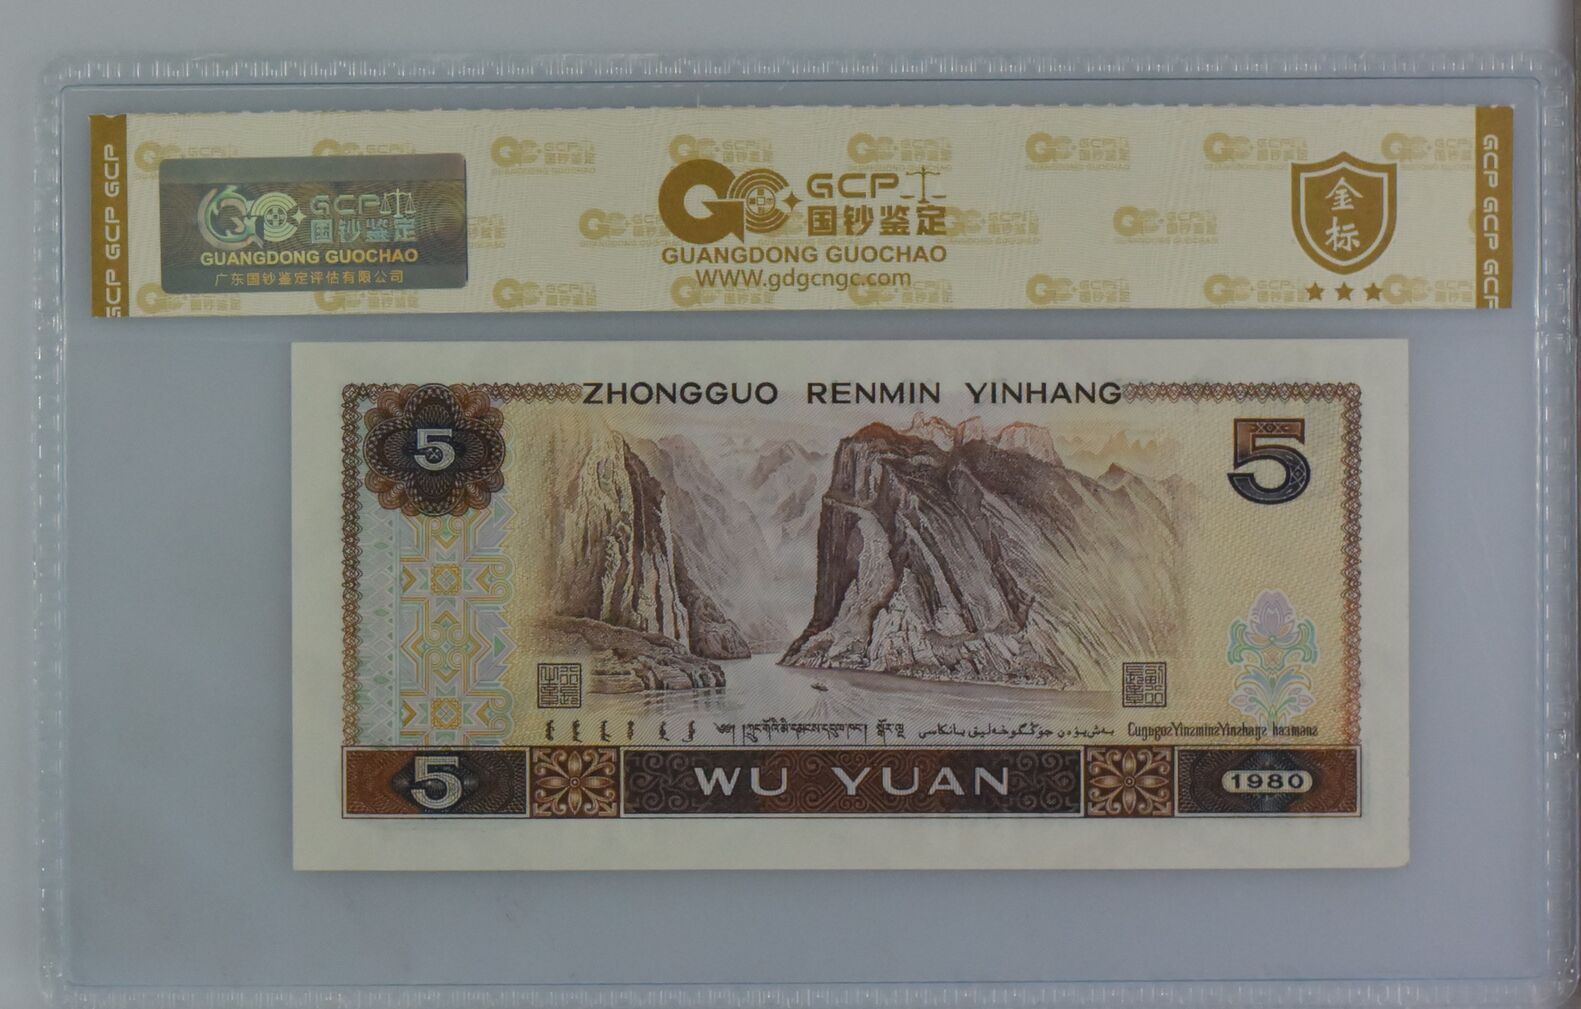 GCP GCP GCP
GCP
国钞鉴定
GUANGDONG GUOCHAO
广东国钞鉴定评估有限公司
GC GCP
国钞鉴定
GUANGDONG GUOCHAO
WWW.gdgcngc.com
金
标
GCP GCP GCP
ZHONGGUO RENMIN YINHANG
5
5
5
WU YUAN
1980